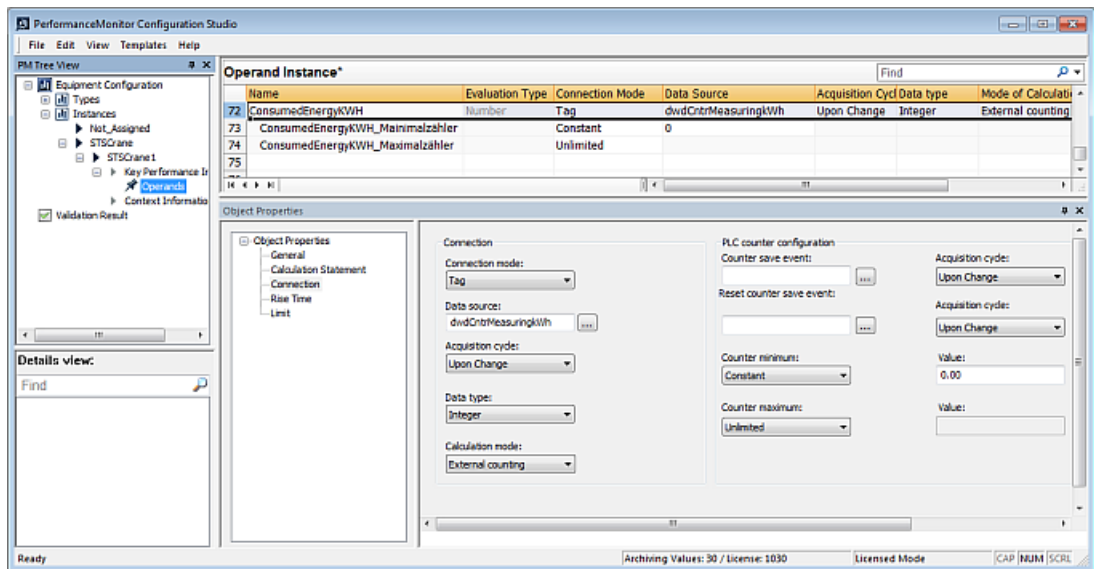 PerformanceMonitor Configuration Studio
File Edit View Templates Help
PM Tree View
Equipment Configuration
Types
Instances
Not_Assigned
STSCrane
STSCrane1
Key Performance Ir
Operands
Context Informatio
Validation Result
Details view:
Find
Operand Instance*
Find
Name Evaluation Type Connection Mode Data Source Acquisition Cycl Data type Mode of Calculati
72 ConsumedEnergyKWH Number Tag dwdCntrMeasuringkWh Upon Change Integer External counting
73 ConsumedEnergyKWH_Mainimalzähler Constant 0
74 ConsumedEnergyKWH_Maximalzähler Unlimited
75
Object Properties
Object Properties
General
Calculation Statement
Connection
Rise Time
Limit
Connection
Connection mode:
Tag
Data source:
dwdCntrMeasuringkWh ...
Acquisition cycle:
Upon Change
Data type:
Integer
Calculation mode:
External counting
PLC counter configuration
Counter save event: Acquisition cycle:
... Upon Change
Reset counter save event: Acquisition cycle:
... Upon Change
Counter minimum: Value:
Constant 0.00
Counter maximum: Value:
Unlimited
Ready Archiving Values: 30 / License: 1030 Licensed Mode CAP NUM SCRL